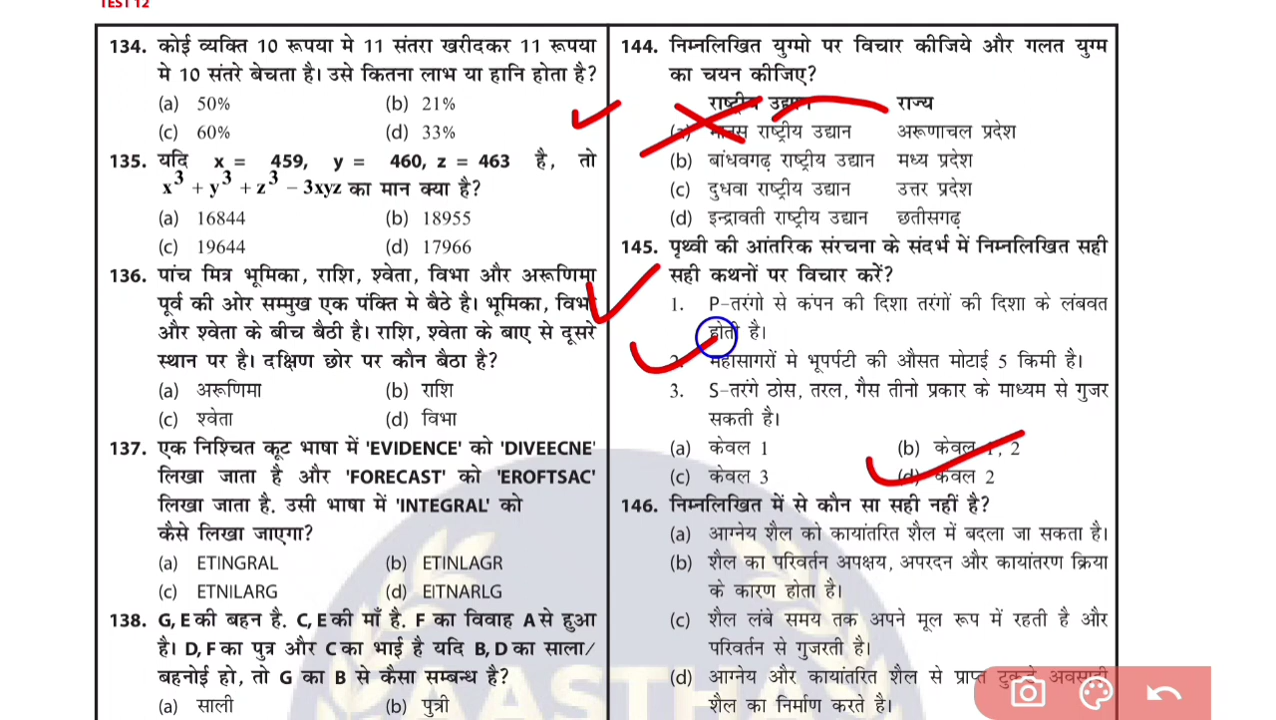 TEST 12
134. कोई व्यक्ति 10 रूपया मे 11 संतरा खरीदकर 11 रूपया
मे 10 संतरे बेचता है। उसे कितना लाभ या हानि होता है?
(a) 50% (b) 21%
(c) 60% (d) 33%
135. यदि x = 459, y = 460, z = 463 है, तो
x³ + y³ + z³ – 3xyz का मान क्या है?
(a) 16844 (b) 18955
(c) 19644 (d) 17966
136. पांच मित्र भूमिका, राशि, श्वेता, विभा और अरूणिमा
पूर्व की ओर सम्मुख एक पंक्ति मे बैठे है। भूमिका, विभा
और श्वेता के बीच बैठी है। राशि, श्वेता के बाए से दूसरे
स्थान पर है। दक्षिण छोर पर कौन बैठा है?
(a) अरूणिमा (b) राशि
(c) श्वेता (d) विभा
137. एक निश्चित कूट भाषा में 'EVIDENCE' को 'DIVEECNE'
लिखा जाता है और 'FORECAST' को 'EROFTSAC'
लिखा जाता है. उसी भाषा में 'INTEGRAL' को
कैसे लिखा जाएगा?
(a) ETINGRAL (b) ETINLAGR
(c) ETNILARG (d) EITNARLG
138. G, E की बहन है. C, E की माँ है. F का विवाह A से हुआ
है। D, F का पुत्र और C का भाई है यदि B, D का साला/
बहनोई हो, तो G का B से कैसा सम्बन्ध है?
(a) साली (b) पुत्री
144. निम्नलिखित युग्मो पर विचार कीजिये और गलत युग्म
का चयन कीजिए?
राष्ट्रीय उद्यान राज्य
(a) मानस राष्ट्रीय उद्यान अरूणाचल प्रदेश
(b) बांधवगढ़ राष्ट्रीय उद्यान मध्य प्रदेश
(c) दुधवा राष्ट्रीय उद्यान उत्तर प्रदेश
(d) इन्द्रावती राष्ट्रीय उद्यान छतीसगढ़
145. पृथ्वी की आंतरिक संरचना के संदर्भ में निम्नलिखित सही
सही कथनों पर विचार करें?
1. P-तरंगो से कंपन की दिशा तरंगों की दिशा के लंबवत
होती है।
2. महासागरों मे भूपर्पटी की औसत मोटाई 5 किमी है।
3. S-तरंगे ठोस, तरल, गैस तीनो प्रकार के माध्यम से गुजर
सकती है।
(a) केवल 1 (b) केवल 1, 2
(c) केवल 3 (d) केवल 2
146. निम्नलिखित में से कौन सा सही नहीं है?
(a) आग्नेय शैल को कायांतरित शैल में बदला जा सकता है।
(b) शैल का परिवर्तन अपक्षय, अपरदन और कायांतरण क्रिया
के कारण होता है।
(c) शैल लंबे समय तक अपने मूल रूप में रहती है और
परिवर्तन से गुजरती है।
(d) आग्नेय और कायांतरित शैल से प्राप्त टुकड़े अवसादी
शैल का निर्माण करते है।
AASTHA